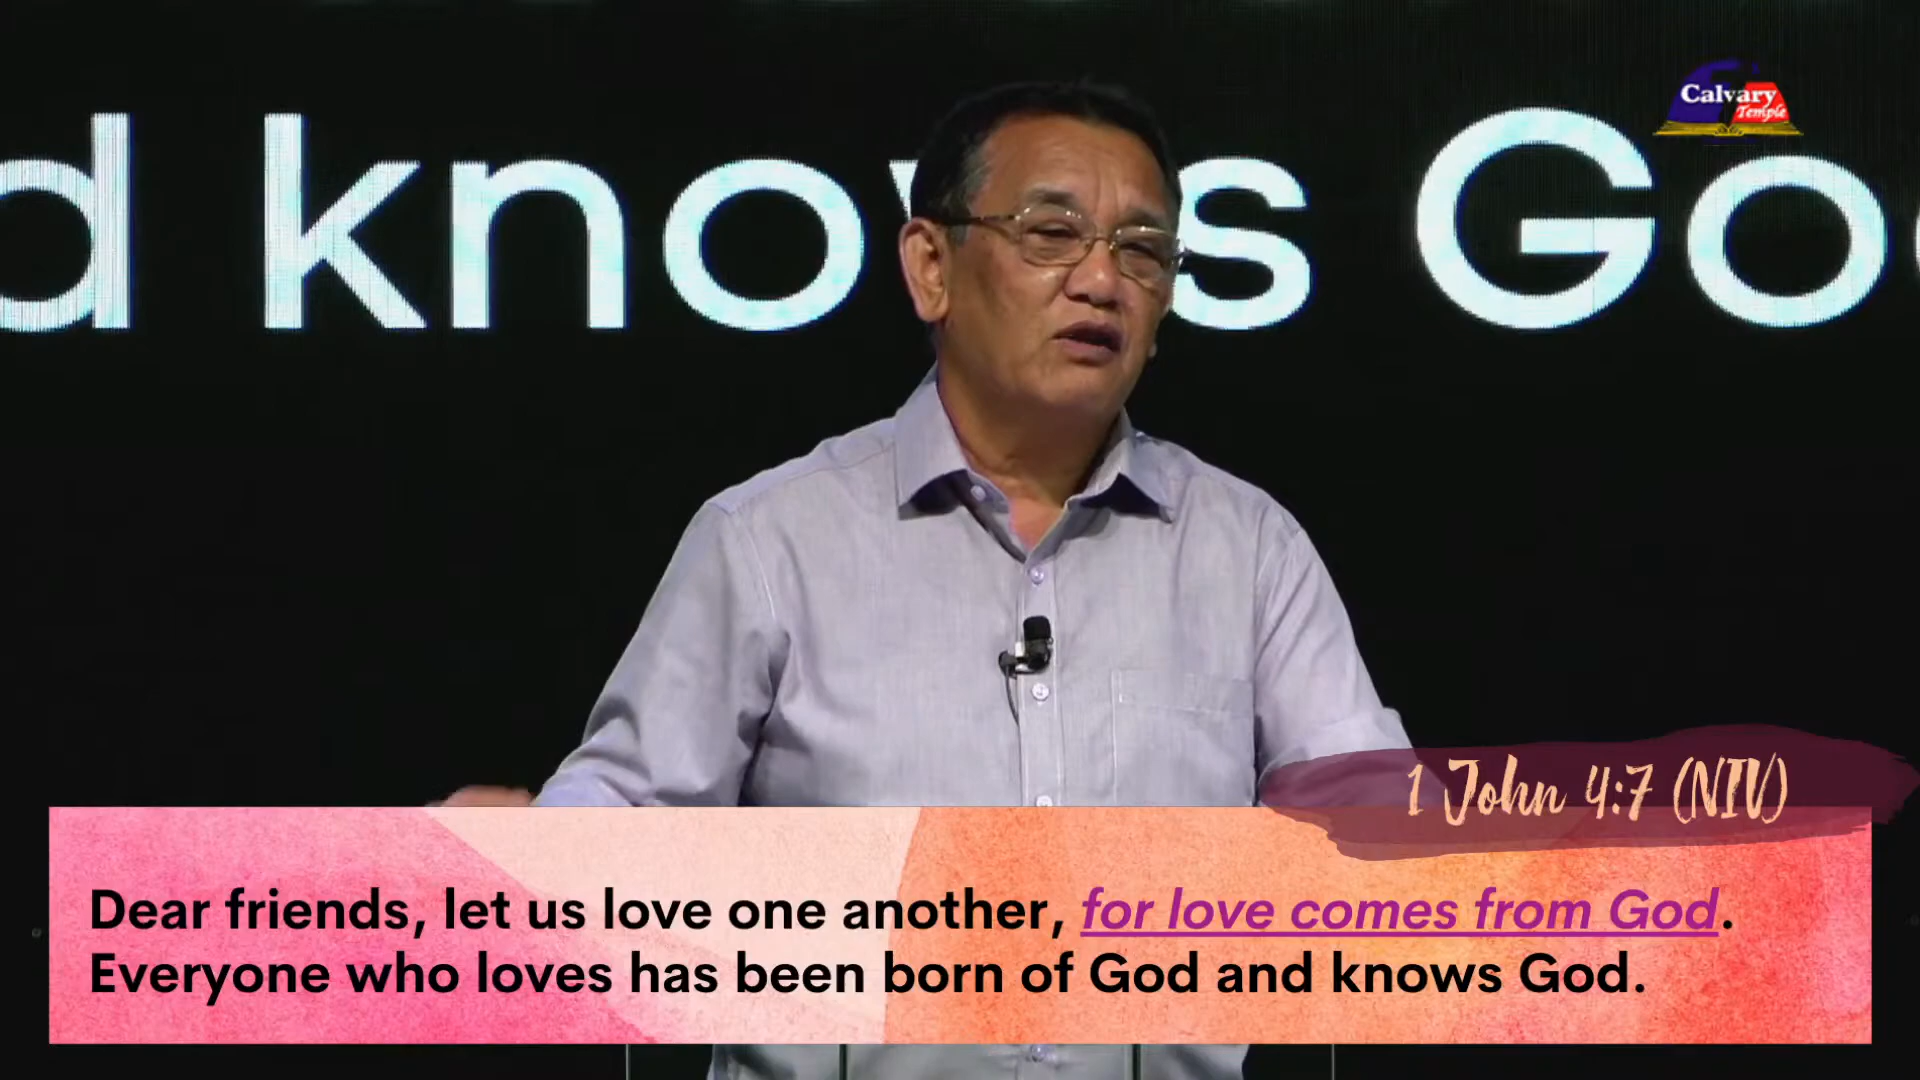 d knows God
Calvary
Temple
1 John 4:7 (NIV)
Dear friends, let us love one another, for love comes from God.
Everyone who loves has been born of God and knows God.